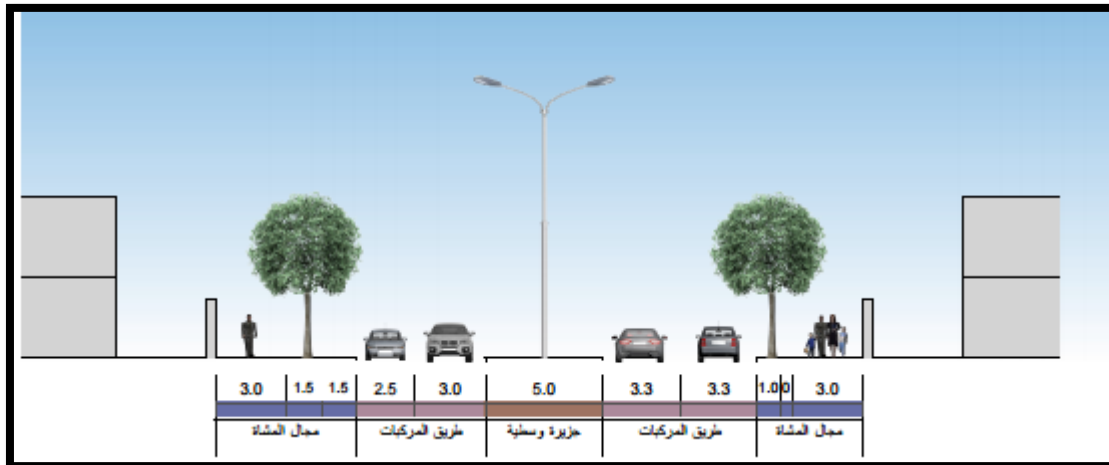 3.0 1.5 1.5 2.5 3.0 5.0 3.3 3.3 1.0 0 3.0
مجال المشاة طريق المركبات جزيرة وسطية طريق المركبات مجال المشاة